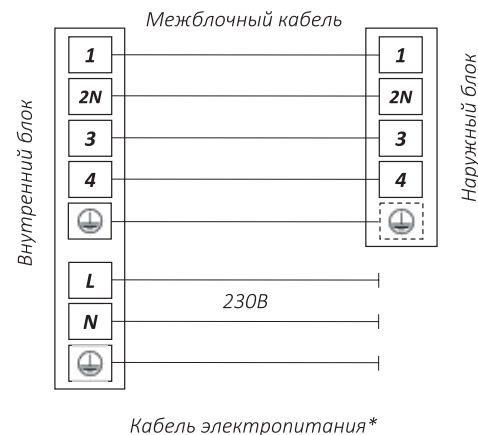 Межблочный кабель
Внутренний блок
Наружный блок
1 1
2N 2N
3 3
4 4
L
230В
N
Кабель электропитания*